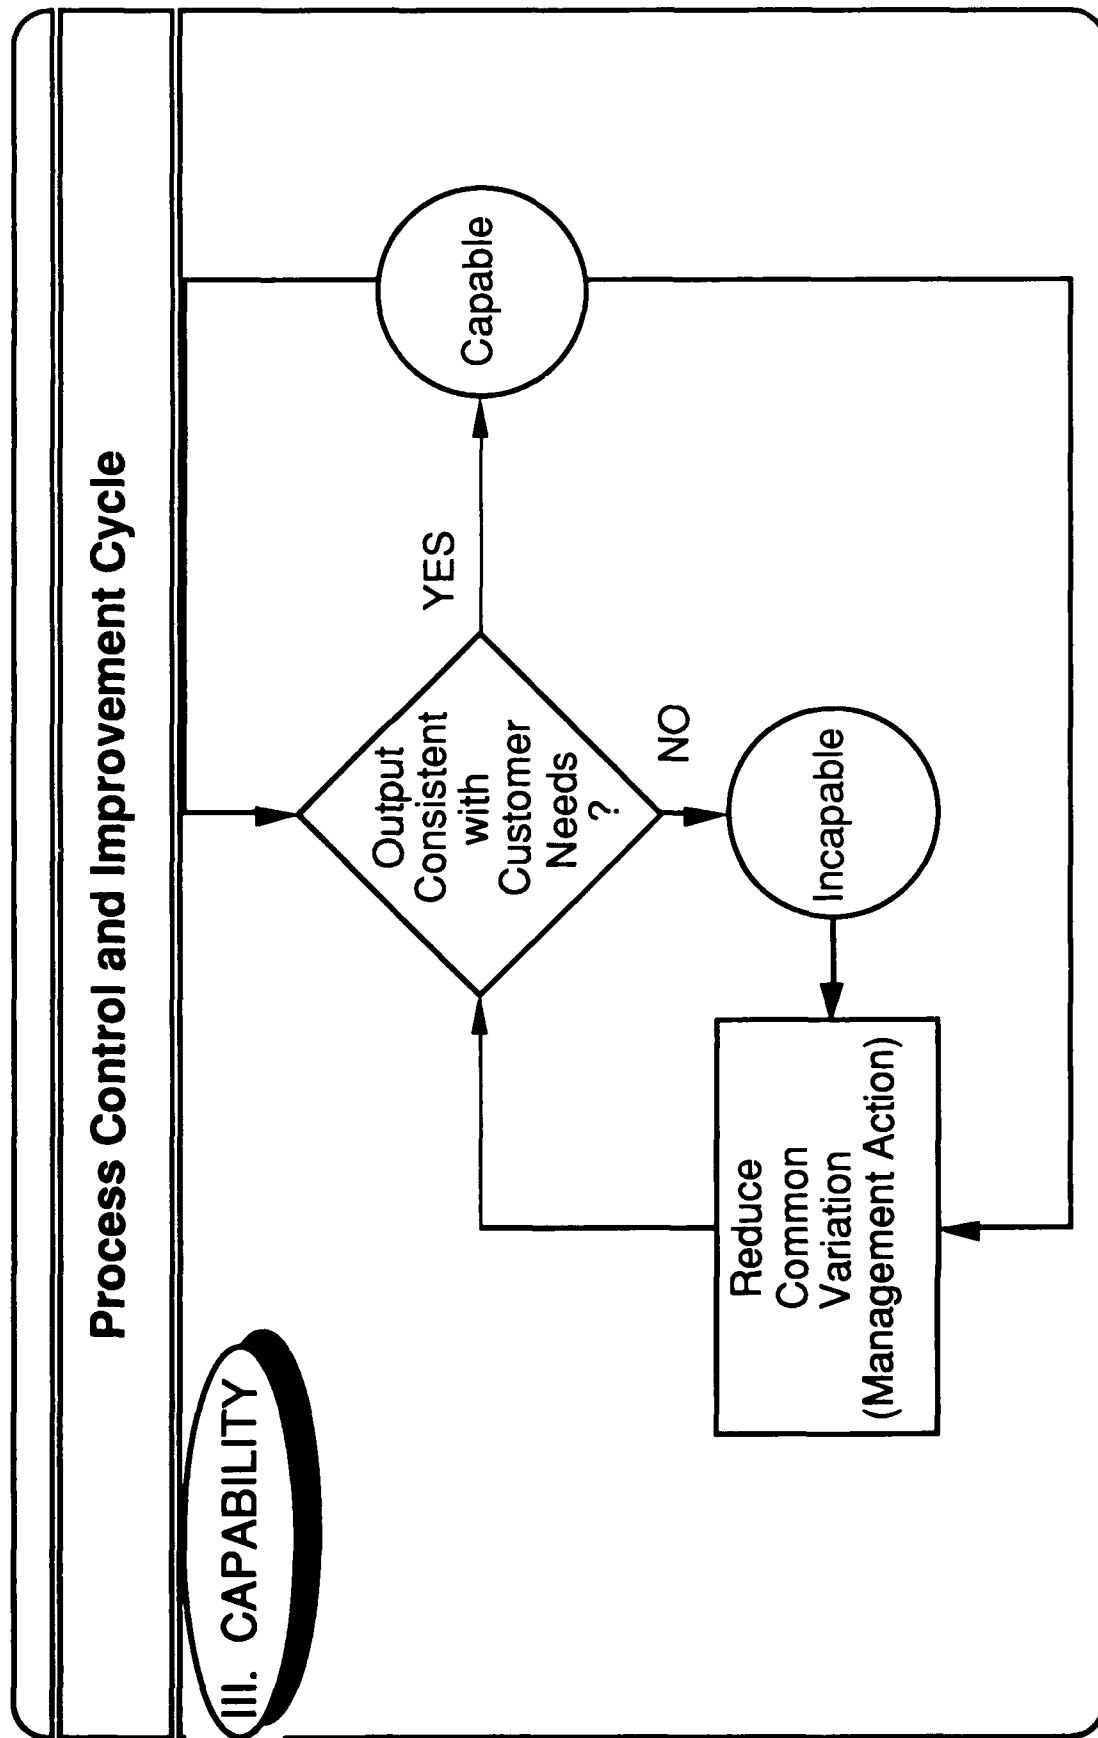 Process Control and Improvement Cycle
III. CAPABILITY
Output
Consistent
with
Customer
Needs
?
YES
Capable
NO
Incapable
Reduce
Common
Variation
(Management Action)